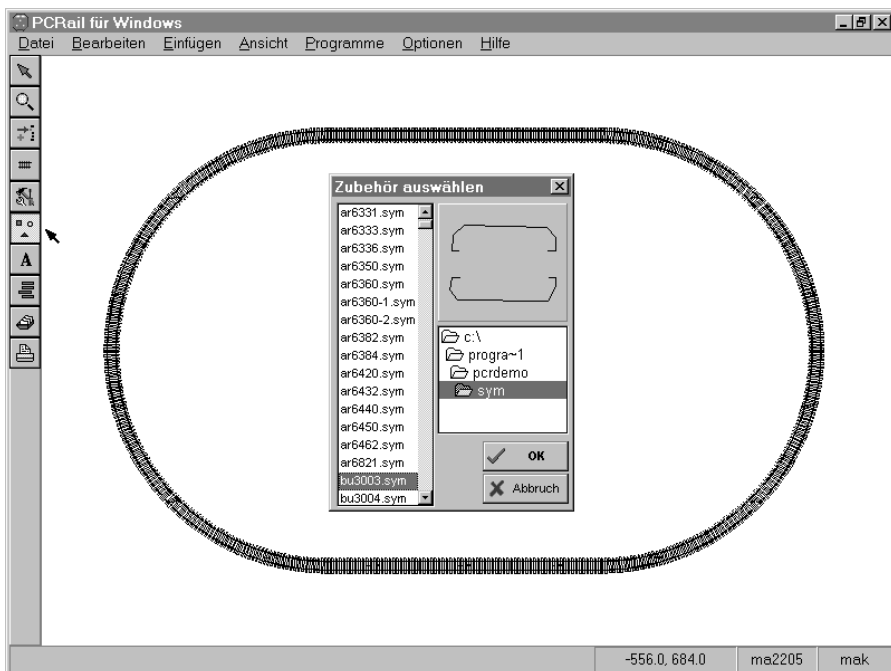 PCRail für Windows
Datei Bearbeiten Einfügen Ansicht Programme Optionen Hilfe
A
Zubehör auswählen
ar6331.sym
ar6333.sym
ar6336.sym
ar6350.sym
ar6360.sym
ar6360-1.sym
ar6360-2.sym
ar6382.sym
ar6384.sym
ar6420.sym
ar6432.sym
ar6440.sym
ar6450.sym
ar6462.sym
ar6821.sym
bu3003.sym
bu3004.sym
c:\
progra~1
pcrdemo
sym
OK
Abbruch
-556.0, 684.0 ma2205 mak